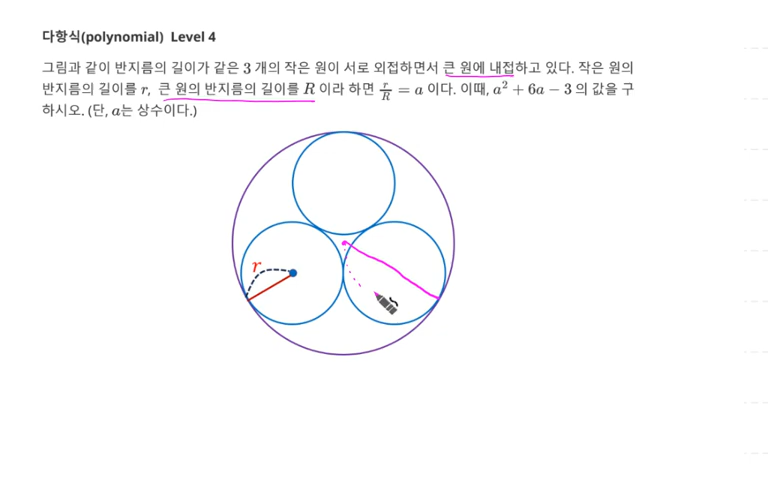 다항식(polynomial) Level 4
그림과 같이 반지름의 길이가 같은 3 개의 작은 원이 서로 외접하면서 큰 원에 내접하고 있다. 작은 원의
반지름의 길이를 r, 큰 원의 반지름의 길이를 R 이라 하면 r/R = a 이다. 이때, a² + 6a − 3 의 값을 구
하시오. (단, a는 상수이다.)
r